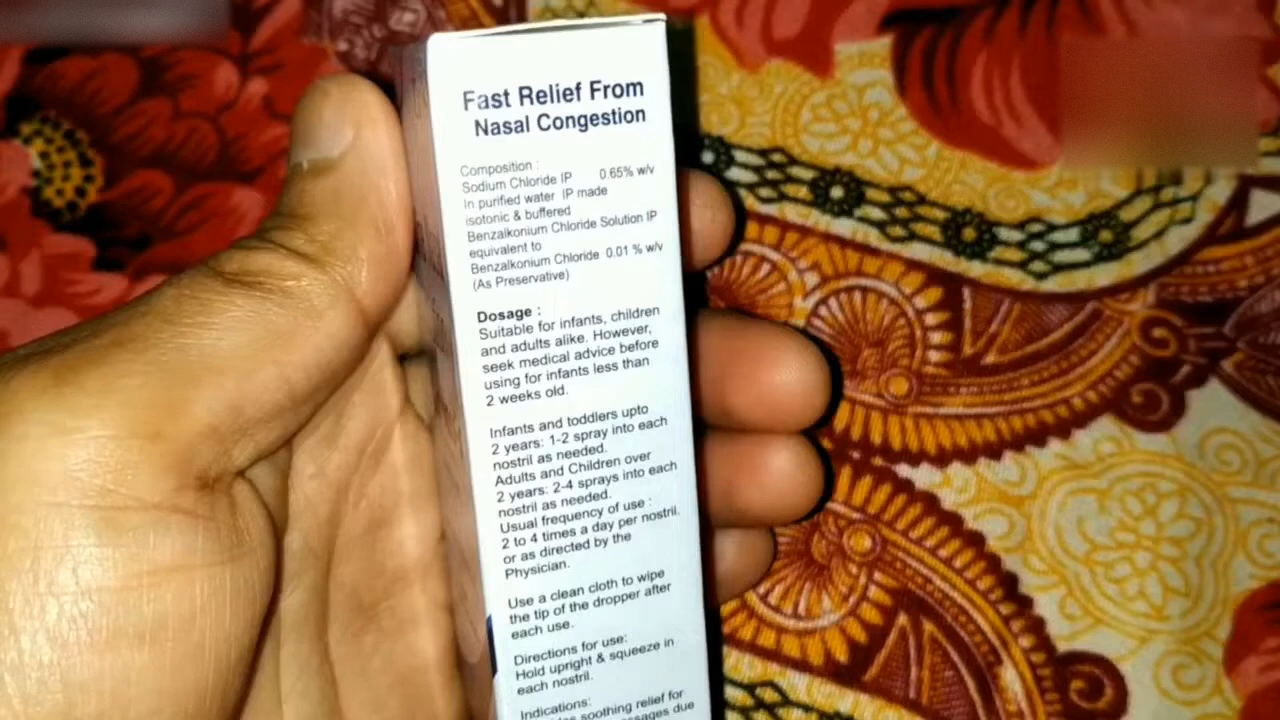 Fast Relief From
Nasal Congestion
Composition :
Sodium Chloride IP 0.65% w/v
In purified water IP made
isotonic & buffered
Benzalkonium Chloride Solution IP
equivalent to
Benzalkonium Chloride 0.01 % w/v
(As Preservative)
Dosage :
Suitable for infants, children
and adults alike. However,
seek medical advice before
using for infants less than
2 weeks old.
Infants and toddlers upto
2 years: 1-2 spray into each
nostril as needed.
Adults and Children over
2 years: 2-4 sprays into each
nostril as needed.
Usual frequency of use :
2 to 4 times a day per nostril.
or as directed by the
Physician.
Use a clean cloth to wipe
the tip of the dropper after
each use.
Directions for use:
Hold upright & squeeze in
each nostril.
Indications:
soothing relief for
due